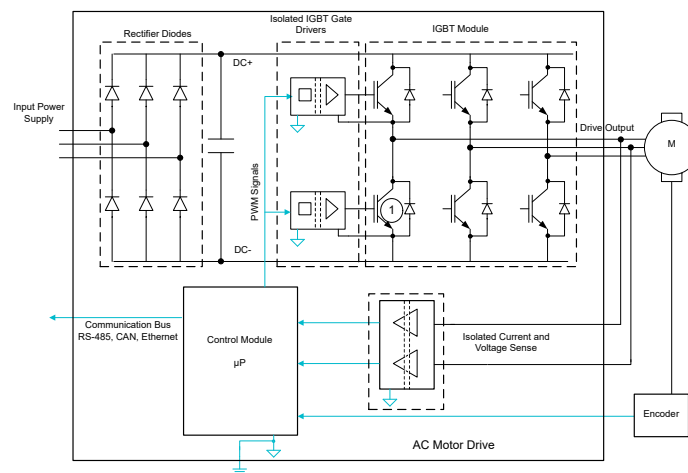 Rectifier Diodes
Isolated IGBT Gate
Drivers
IGBT Module
DC+
Input Power
Supply
Drive Output
M
PWM Signals
1
DC-
Communication Bus
RS-485, CAN, Ethernet
Control Module
µP
Isolated Current and
Voltage Sense
Encoder
AC Motor Drive